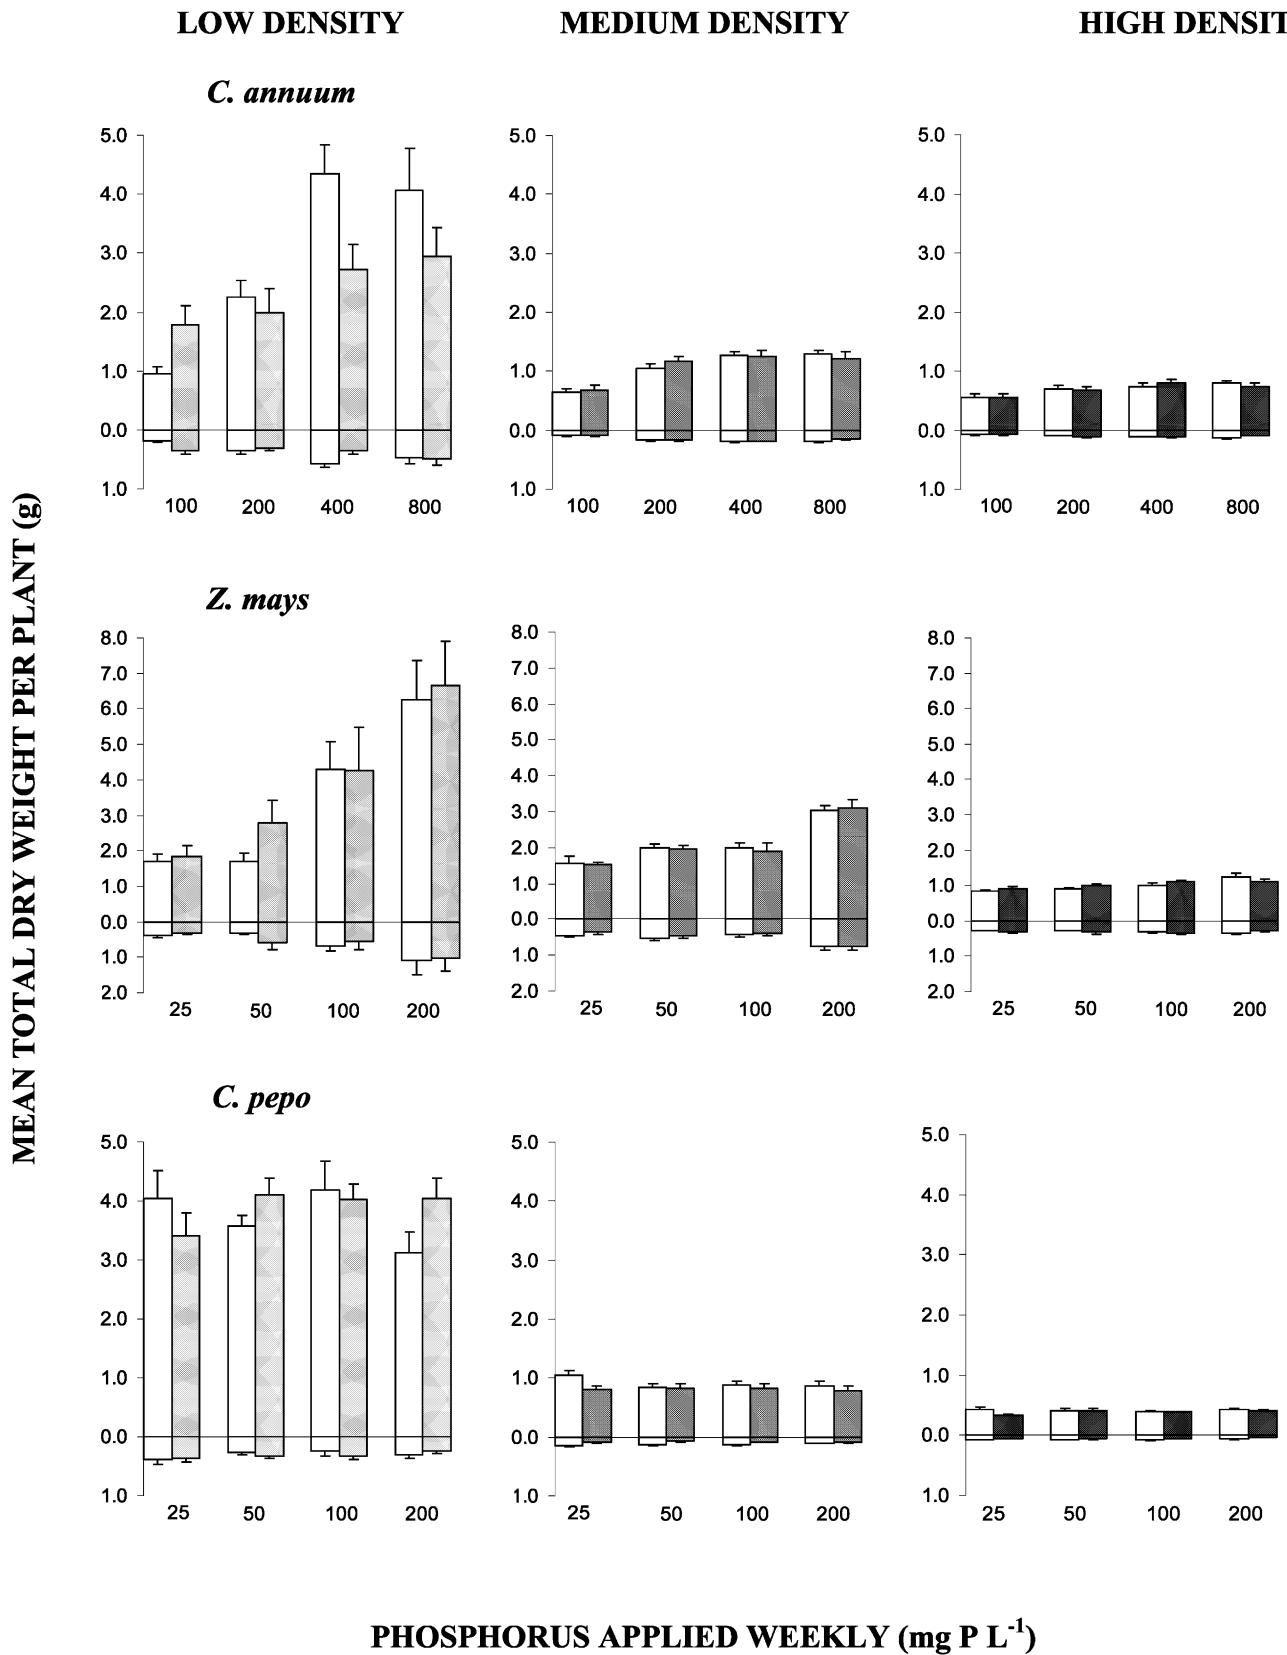 LOW DENSITY MEDIUM DENSITY HIGH DENSIT
C. annuum
5.0 5.0 5.0
4.0 4.0 4.0
3.0 3.0 3.0
2.0 2.0 2.0
1.0 1.0 1.0
0.0 0.0 0.0
1.0 1.0 1.0
100 200 400 800 100 200 400 800 100 200 400 800
MEAN TOTAL DRY WEIGHT PER PLANT (g)
Z. mays
8.0 8.0 8.0
7.0 7.0 7.0
6.0 6.0 6.0
5.0 5.0 5.0
4.0 4.0 4.0
3.0 3.0 3.0
2.0 2.0 2.0
1.0 1.0 1.0
0.0 0.0 0.0
1.0 1.0 1.0
2.0 2.0 2.0
25 50 100 200 25 50 100 200 25 50 100 200
C. pepo
5.0 5.0 5.0
4.0 4.0 4.0
3.0 3.0 3.0
2.0 2.0 2.0
1.0 1.0 1.0
0.0 0.0 0.0
1.0 1.0 1.0
25 50 100 200 25 50 100 200 25 50 100 200
PHOSPHORUS APPLIED WEEKLY (mg P L⁻¹)